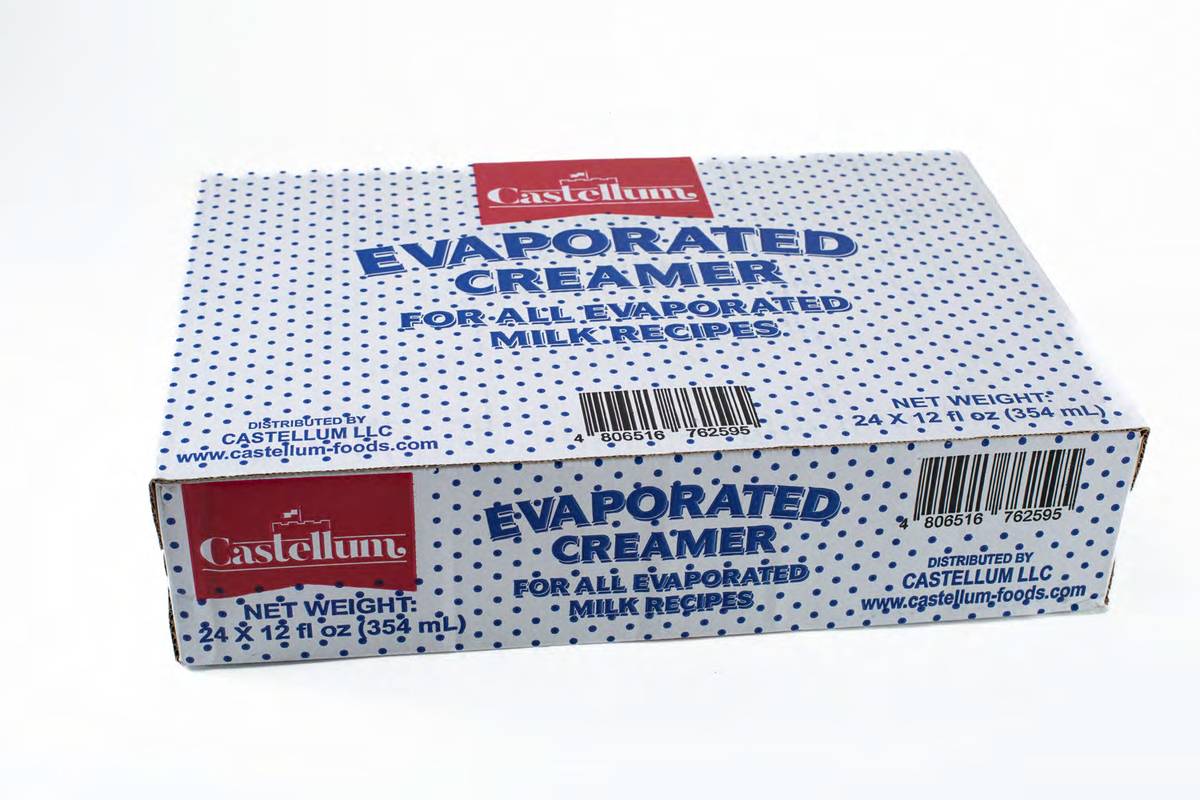 Castellum
EVAPORATED
CREAMER
FOR ALL EVAPORATED
MILK RECIPES
DISTRIBUTED BY
CASTELLUM LLC
www.castellum-foods.com
4 806516 762595
NET WEIGHT:
24 X 12 fl oz (354 mL)
Castellum
NET WEIGHT:
24 X 12 fl oz (354 mL)
EVAPORATED
CREAMER
FOR ALL EVAPORATED
MILK RECIPES
4 806516 762595
DISTRIBUTED BY
CASTELLUM LLC
www.castellum-foods.com